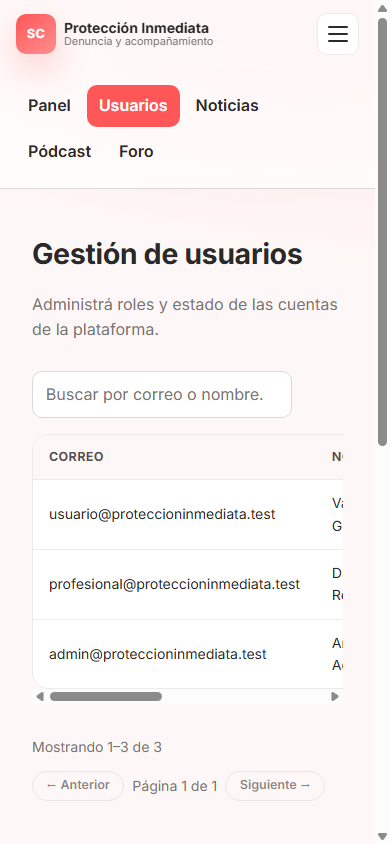 SC
Protección Inmediata
Denuncia y acompañamiento
Panel
Usuarios
Noticias
Pódcast
Foro
Gestión de usuarios
Administrá roles y estado de las cuentas
de la plataforma.
Buscar por correo o nombre.
CORREO
usuario@proteccioninmediata.test
profesional@proteccioninmediata.test
admin@proteccioninmediata.test
Mostrando 1–3 de 3
← Anterior
Página 1 de 1
Siguiente →